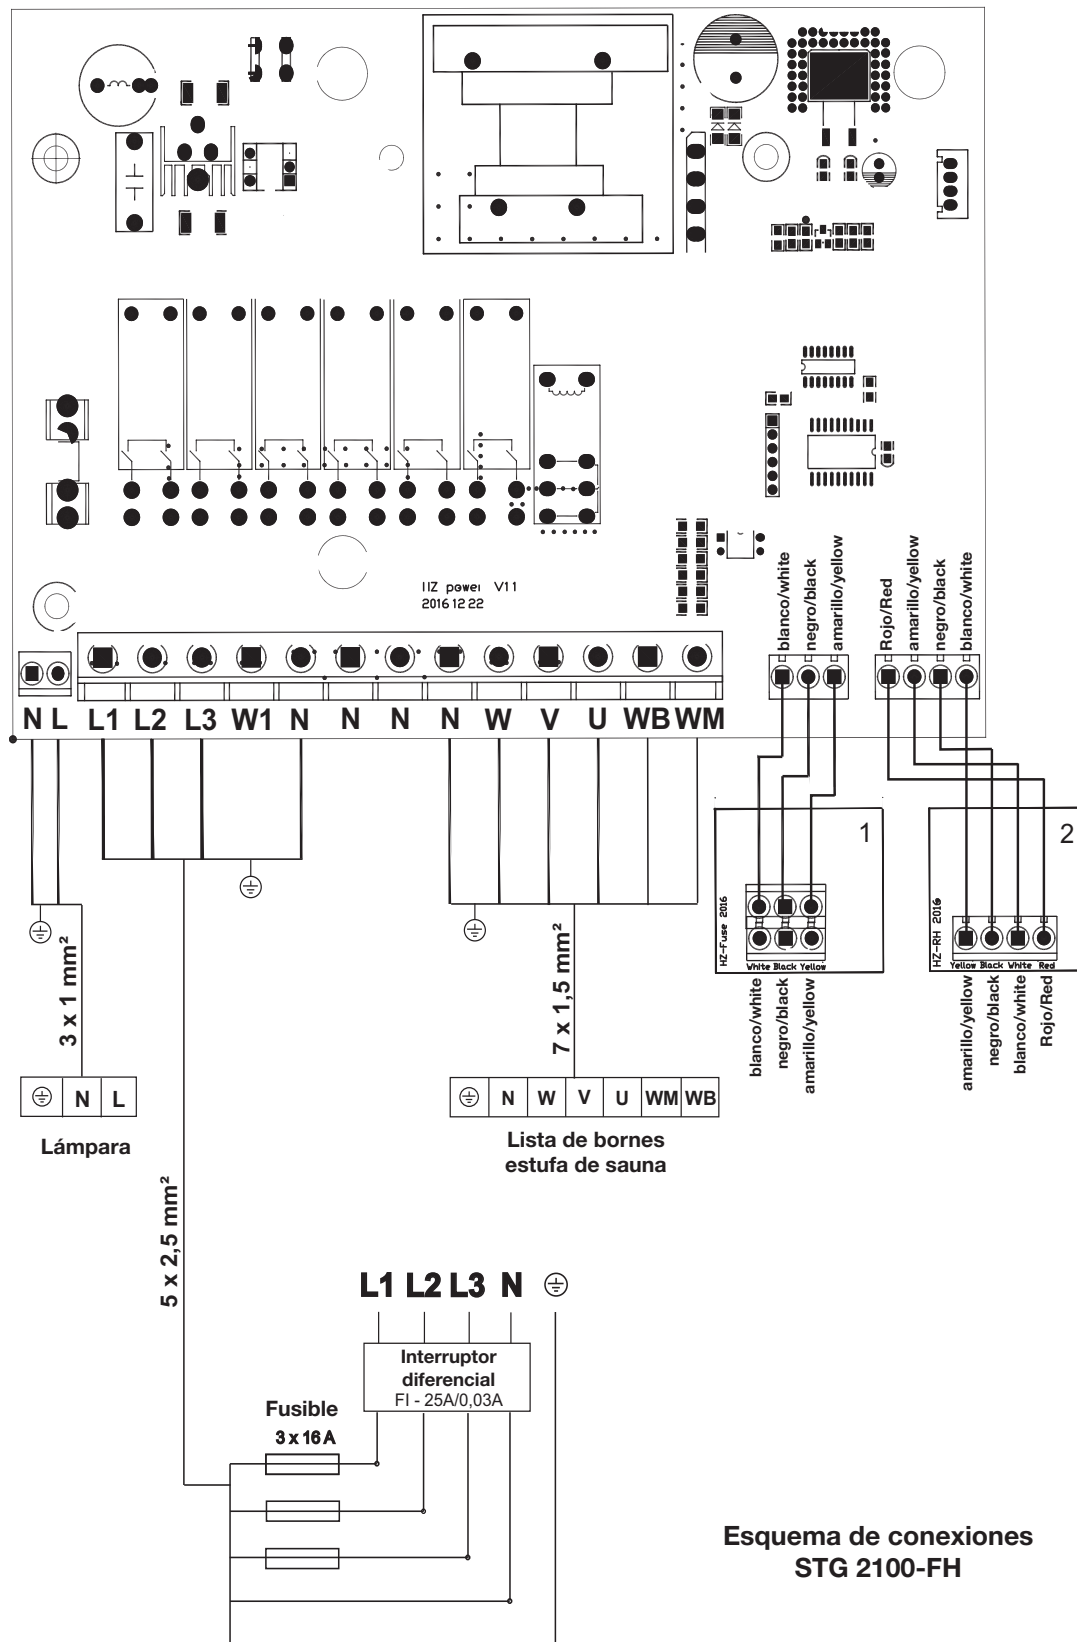 IIZ power V11
2016 12 22
blanco/white
negro/black
amarillo/yellow
Rojo/Red
amarillo/yellow
negro/black
blanco/white
N L L1 L2 L3 W1 N N N N W V U WB WM
1
HZ-Fuse 2016
White Black Yellow
blanco/white
negro/black
amarillo/yellow
2
HZ-RH 2016
Yellow Black White Red
amarillo/yellow
negro/black
blanco/white
Rojo/Red
3 x 1 mm²
7 x 1,5 mm²
N L
Lámpara
N W V U WM WB
Lista de bornes
estufa de sauna
5 x 2,5 mm²
L1 L2 L3 N
Interruptor
diferencial
FI - 25A/0,03A
Fusible
3 x 16 A
Esquema de conexiones
STG 2100-FH